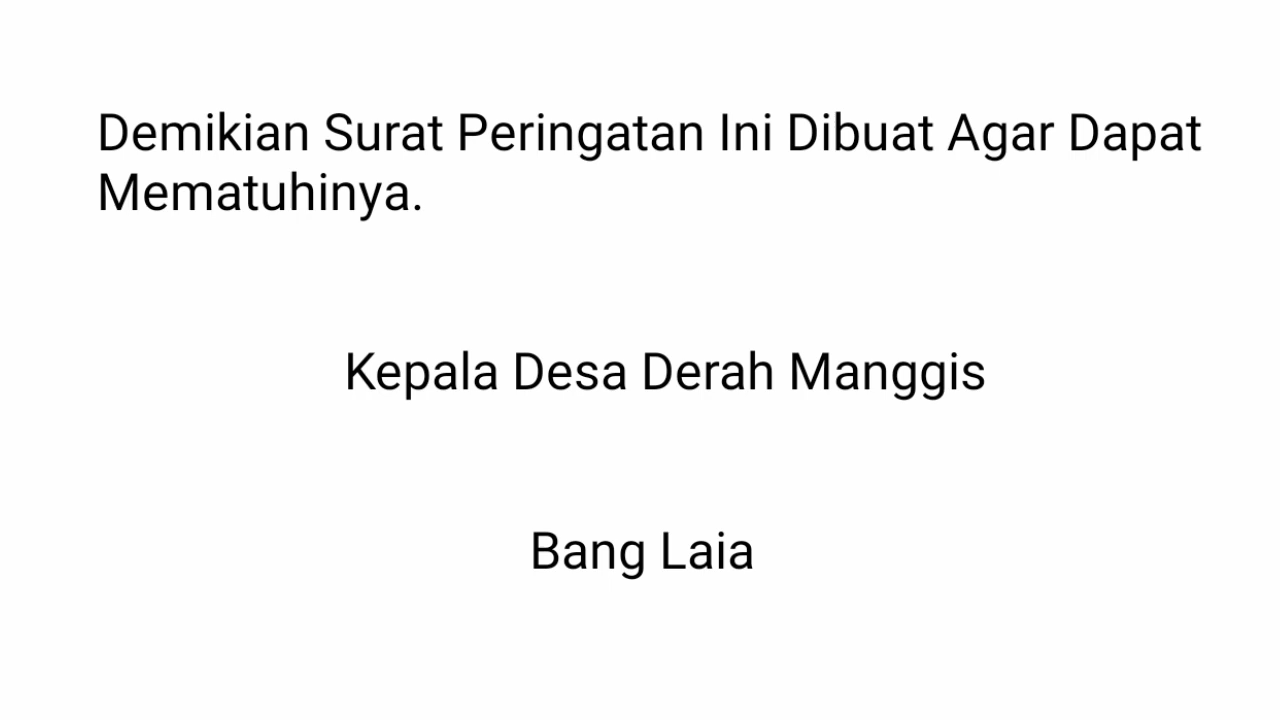 Demikian Surat Peringatan Ini Dibuat Agar Dapat
Mematuhinya.
Kepala Desa Derah Manggis
Bang Laia